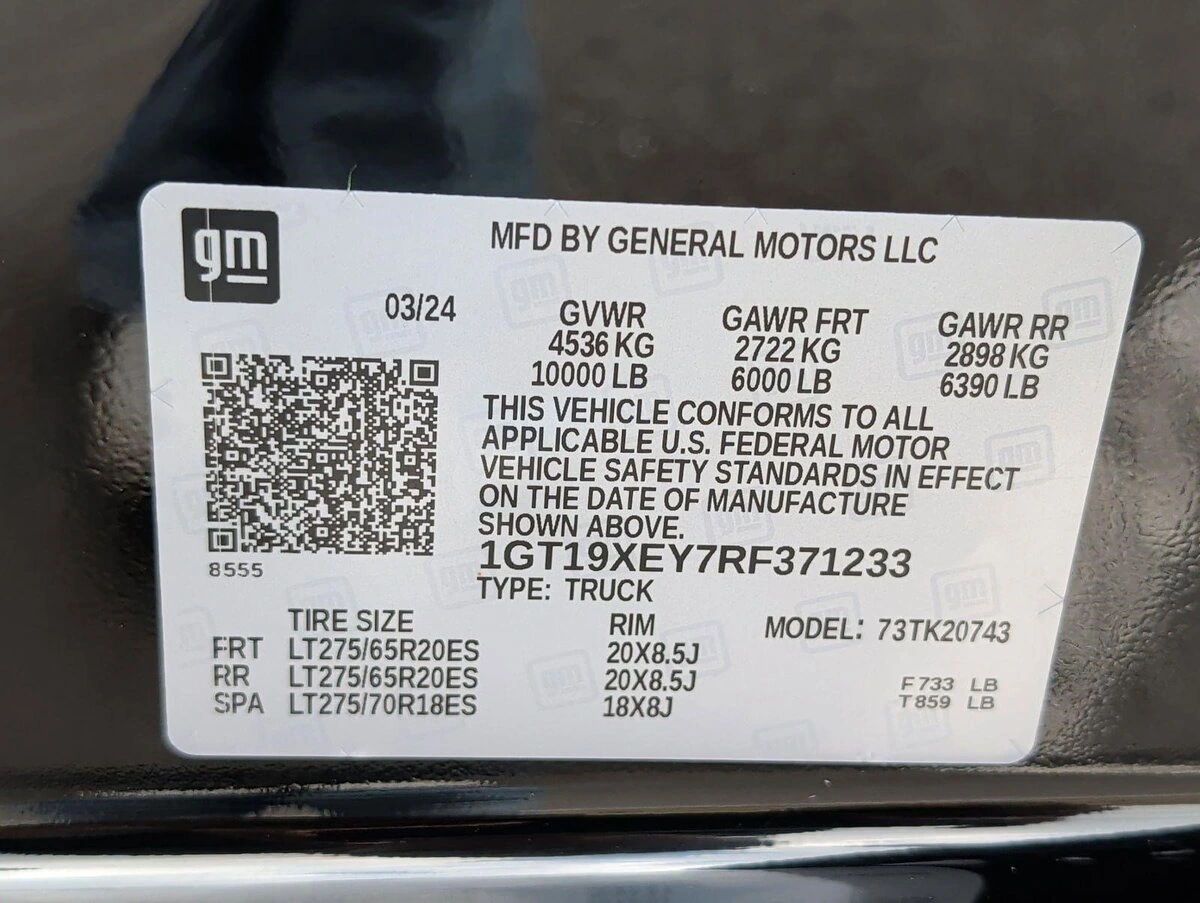 gm
MFD BY GENERAL MOTORS LLC
03/24
GVWR GAWR FRT GAWR RR
4536 KG 2722 KG 2898 KG
10000 LB 6000 LB 6390 LB
THIS VEHICLE CONFORMS TO ALL
APPLICABLE U.S. FEDERAL MOTOR
VEHICLE SAFETY STANDARDS IN EFFECT
ON THE DATE OF MANUFACTURE
SHOWN ABOVE.
8555
1GT19XEY7RF371233
TYPE: TRUCK
TIRE SIZE RIM MODEL: 73TK20743
FRT LT275/65R20ES 20X8.5J
RR LT275/65R20ES 20X8.5J F733 LB
SPA LT275/70R18ES 18X8J T859 LB